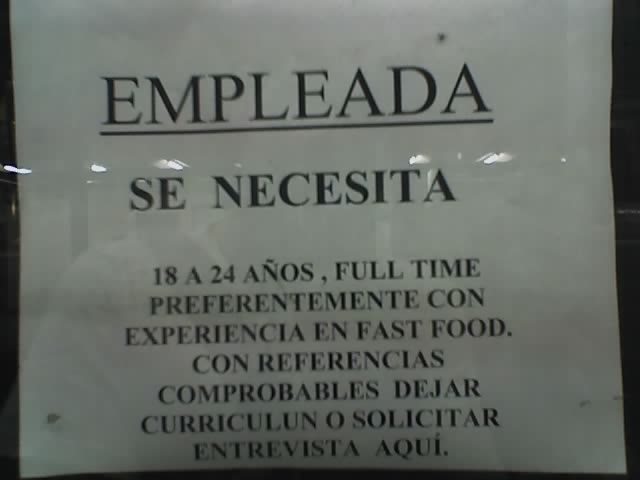 EMPLEADA
SE NECESITA
18 A 24 AÑOS , FULL TIME
PREFERENTEMENTE CON
EXPERIENCIA EN FAST FOOD.
CON REFERENCIAS
COMPROBABLES DEJAR
CURRICULUN O SOLICITAR
ENTREVISTA AQUÍ.